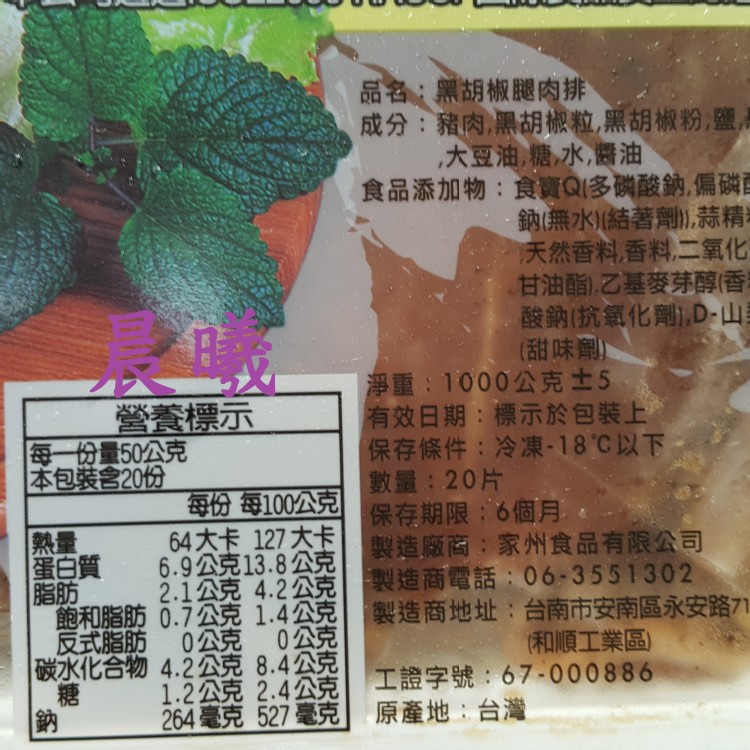 品名：黑胡椒腿肉排
成分：豬肉,黑胡椒粒,黑胡椒粉,鹽,
,大豆油,糖,水,醬油
食品添加物：食寶Q(多磷酸鈉,偏磷酸
鈉(無水)(結著劑)),蒜精
天然香料,香料,二氧化
甘油酯),乙基麥芽醇(香
酸鈉(抗氧化劑),D-山
(甜味劑)
晨曦
淨重：1000公克±5
有效日期：標示於包裝上
保存條件：冷凍-18℃以下
數量：20片
保存期限：6個月
製造廠商：家州食品有限公司
製造商電話：06-3551302
製造商地址：台南市安南區永安路71
(和順工業區)
工證字號：67-000886
原產地：台灣
營養標示
每一份量50公克
本包裝含20份
每份 每100公克
熱量 64大卡 127大卡
蛋白質 6.9公克 13.8公克
脂肪 2.1公克 4.2公克
飽和脂肪 0.7公克 1.4公克
反式脂肪 0公克 0公克
碳水化合物 4.2公克 8.4公克
糖 1.2公克 2.4公克
鈉 264毫克 527毫克